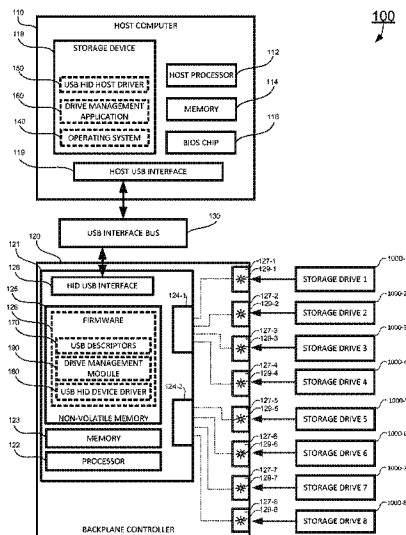 100
110
HOST COMPUTER
118
STORAGE DEVICE
150
USB HID HOST DRIVER
160
DRIVE MANAGEMENT
APPLICATION
140
OPERATING SYSTEM
HOST PROCESSOR
112
MEMORY
114
BIOS CHIP
116
119
HOST USB INTERFACE
USB INTERFACE BUS
130
120
121
HID USB INTERFACE
FIRMWARE
170
USB DESCRIPTORS
190
DRIVE MANAGEMENT
MODULE
180
USB HID DEVICE DRIVER
NON-VOLATILE MEMORY
123
MEMORY
122
PROCESSOR
BACKPLANE CONTROLLER
124-1
124-2
127-1
129-1
STORAGE DRIVE 1
127-2
129-2
STORAGE DRIVE 2
127-3
129-3
STORAGE DRIVE 3
127-4
129-4
STORAGE DRIVE 4
127-5
129-5
STORAGE DRIVE 5
127-6
129-6
STORAGE DRIVE 6
127-7
129-7
STORAGE DRIVE 7
127-8
129-8
STORAGE DRIVE 8